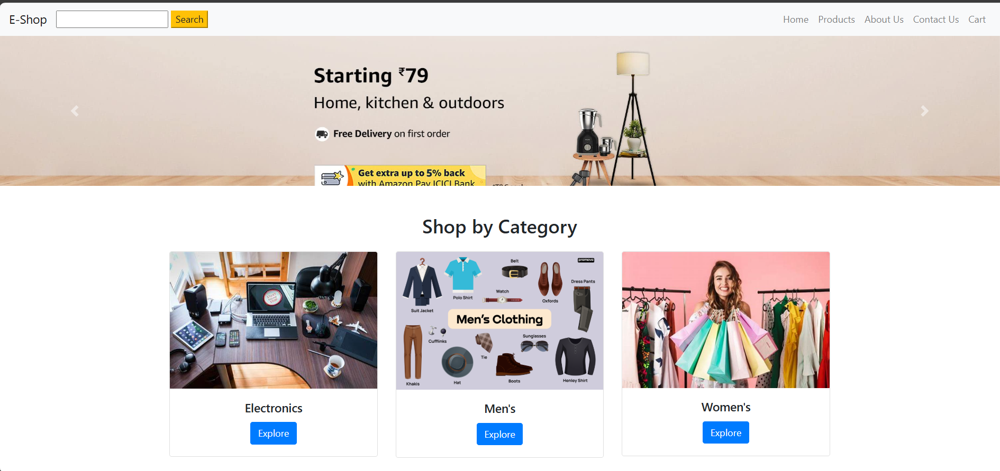 E-Shop
Search
Home
Products
About Us
Contact Us
Cart
Starting ₹79
Home, kitchen & outdoors
Free Delivery on first order
Get extra up to 5% back
with Amazon Pay ICICI Bank
Shop by Category
START
STOP
promova
Belt
Dress Pants
Watch
Polo Shirt
Oxfords
Suit Jacket
Men's Clothing
Sunglasses
Cufflinks
Tie
Khakis
Hat
Boots
Henley Shirt
Electronics
Men's
Women's
Explore
Explore
Explore